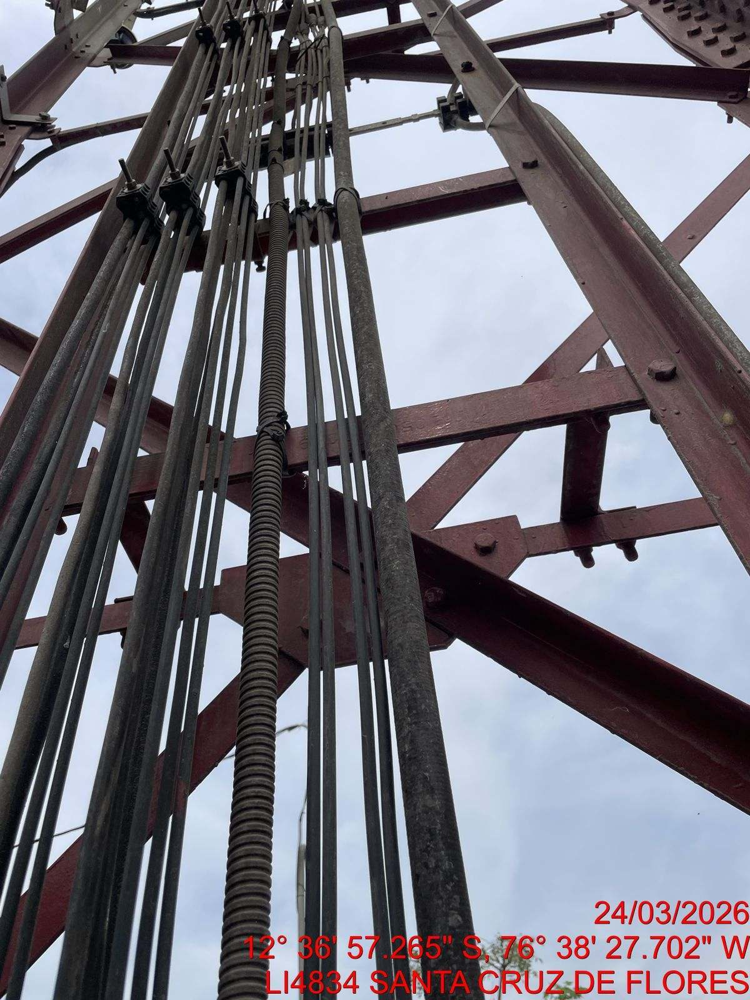 24/03/2026
12° 36' 57.265" S, 76° 38' 27.702" W
LI4834 SANTA CRUZ DE FLORES